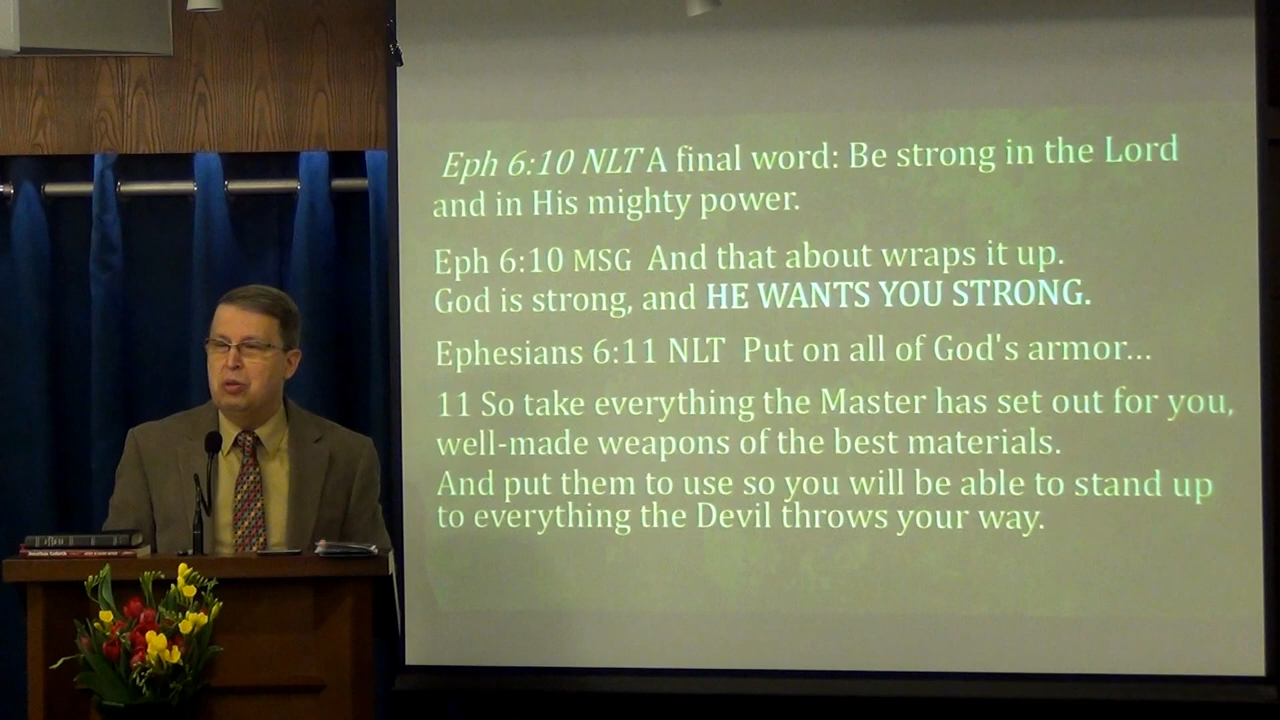 Eph 6:10 NLT A final word: Be strong in the Lord
and in His mighty power.
Eph 6:10 MSG And that about wraps it up.
God is strong, and HE WANTS YOU STRONG.
Ephesians 6:11 NLT Put on all of God's armor...
11 So take everything the Master has set out for you,
well-made weapons of the best materials.
And put them to use so you will be able to stand up
to everything the Devil throws your way.